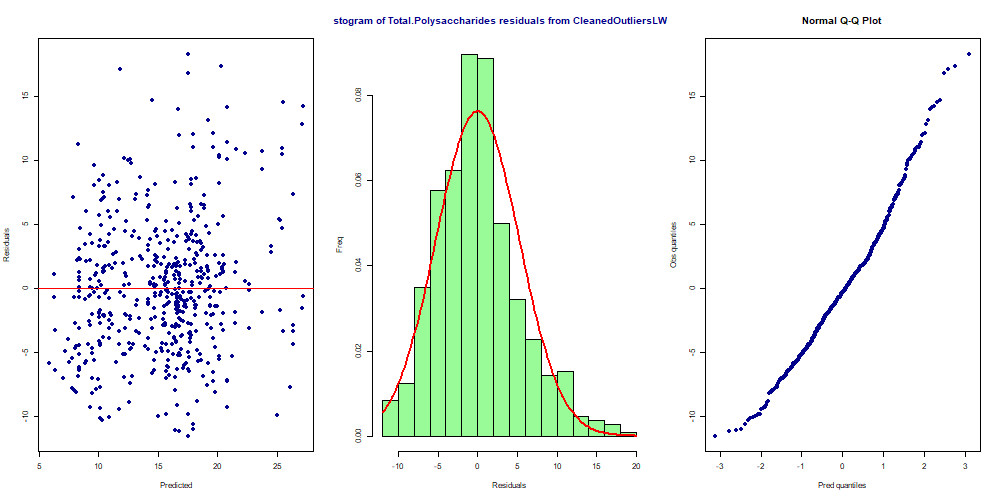 stogram of Total.Polysaccharides residuals from CleanedOutliersLW
Normal Q-Q Plot
Residuals
15
10
5
0
-5
-10
5 10 15 20 25
Predicted
Freq
0.08
0.06
0.04
0.02
0.00
-10 -5 0 5 10 15 20
Residuals
Obs quantiles
15
10
5
0
-5
-10
-3 -2 -1 0 1 2 3
Pred quantiles